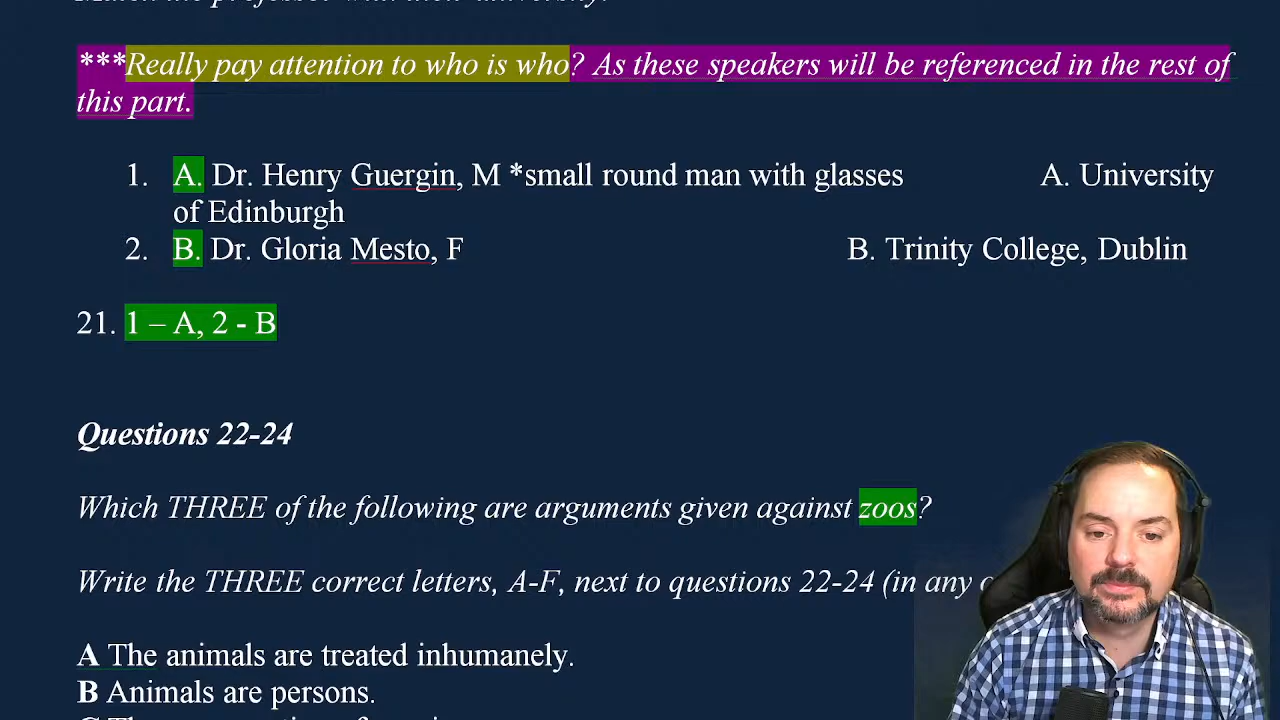 ***Really pay attention to who is who? As these speakers will be referenced in the rest of
this part.
1. A. Dr. Henry Guergin, M *small round man with glasses A. University
of Edinburgh
2. B. Dr. Gloria Mesto, F B. Trinity College, Dublin
21. 1 – A, 2 - B
Questions 22-24
Which THREE of the following are arguments given against zoos?
Write the THREE correct letters, A-F, next to questions 22-24 (in any
A The animals are treated inhumanely.
B Animals are persons.